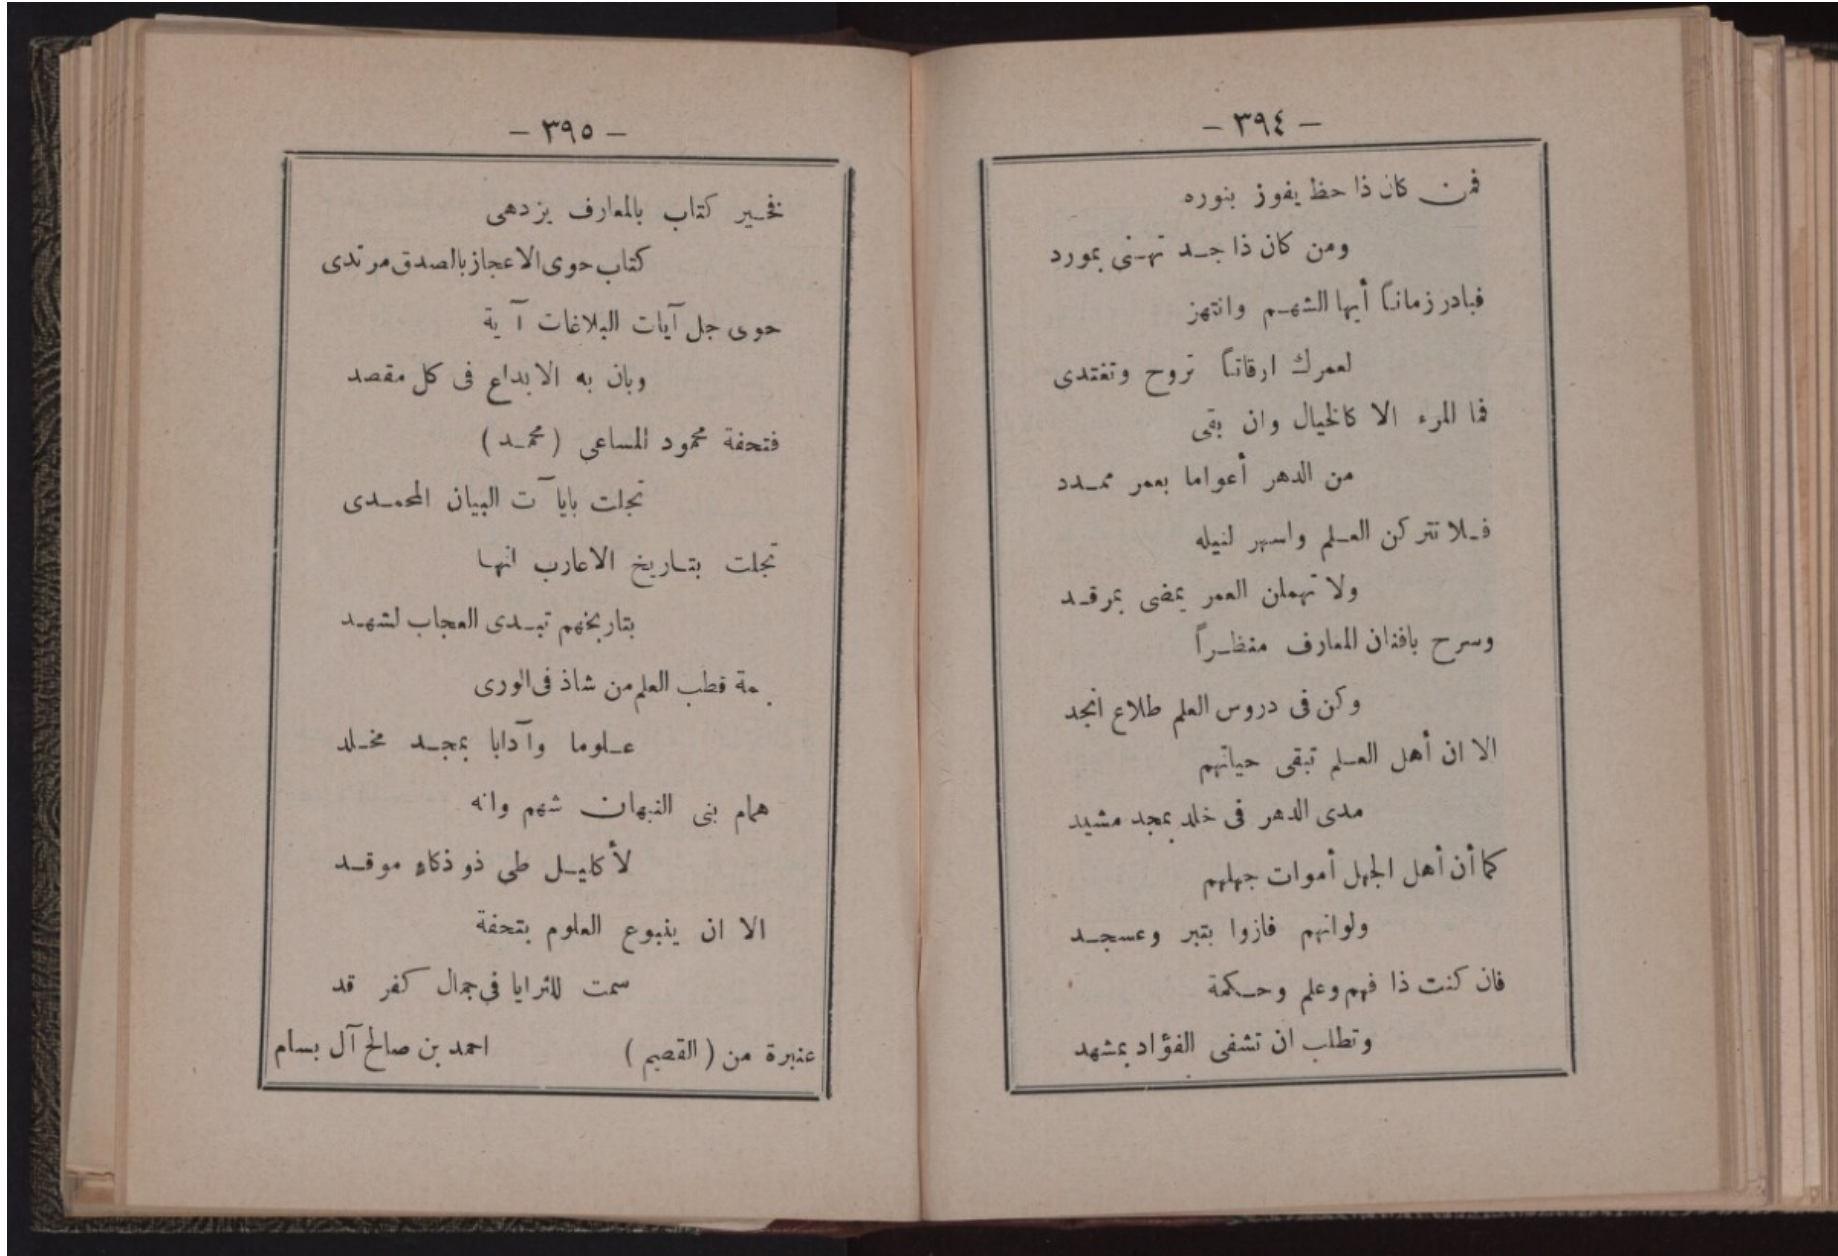 — ٣٩٤ —
فمن كان ذا حظ يفوز بنوره
ومن كان ذا جد تهنى بمورد
فبادر زمانا أيها الشهم وانتهز
لعمرك ارقاتا تروح وتغتدى
فما المرء الا كالخيال وان بقى
من الدهر أعواما بعمر ممدد
فلا تتركن العلم واسهر لنيله
ولا تهملن العمر يمضى بمرقد
وسرح بافنان المعارف منظراً
وكن فى دروس العلم طلاع انجد
الا ان أهل العلم تبقى حياتهم
مدى الدهر فى خلد بمجد مشيد
كما أن أهل الجهل أموات جهلهم
ولوانهم فازوا بتبر وعسجد
فان كنت ذا فهم وعلم وحكمة
وتطلب ان تشفى الفؤاد بمشهد
— ٣٩٥ —
فخير كتاب بالمعارف يزدهى
كتاب حوى الاعجاز بالصدق مرتدى
حوى جل آيات البلاغات آية
وبان به الابداع فى كل مقصد
فتحفة محمود المساعى (محمد)
تجلت بايآت البيان المحمدى
تجلت بتاريخ الاعارب انها
بتاريخهم تبدى العجاب لشهد
مة قطب العلم من شاذ فى الورى
علوما وآدابا بمجد مخلد
همام بنى النبهان شهم وانه
لأكليل طي ذو ذكاء موقد
الا ان ينبوع العلوم بتحفة
سمت للثرايا فى جمال كفر قد
عنيزة من (القصيم) احمد بن صالح آل بسام